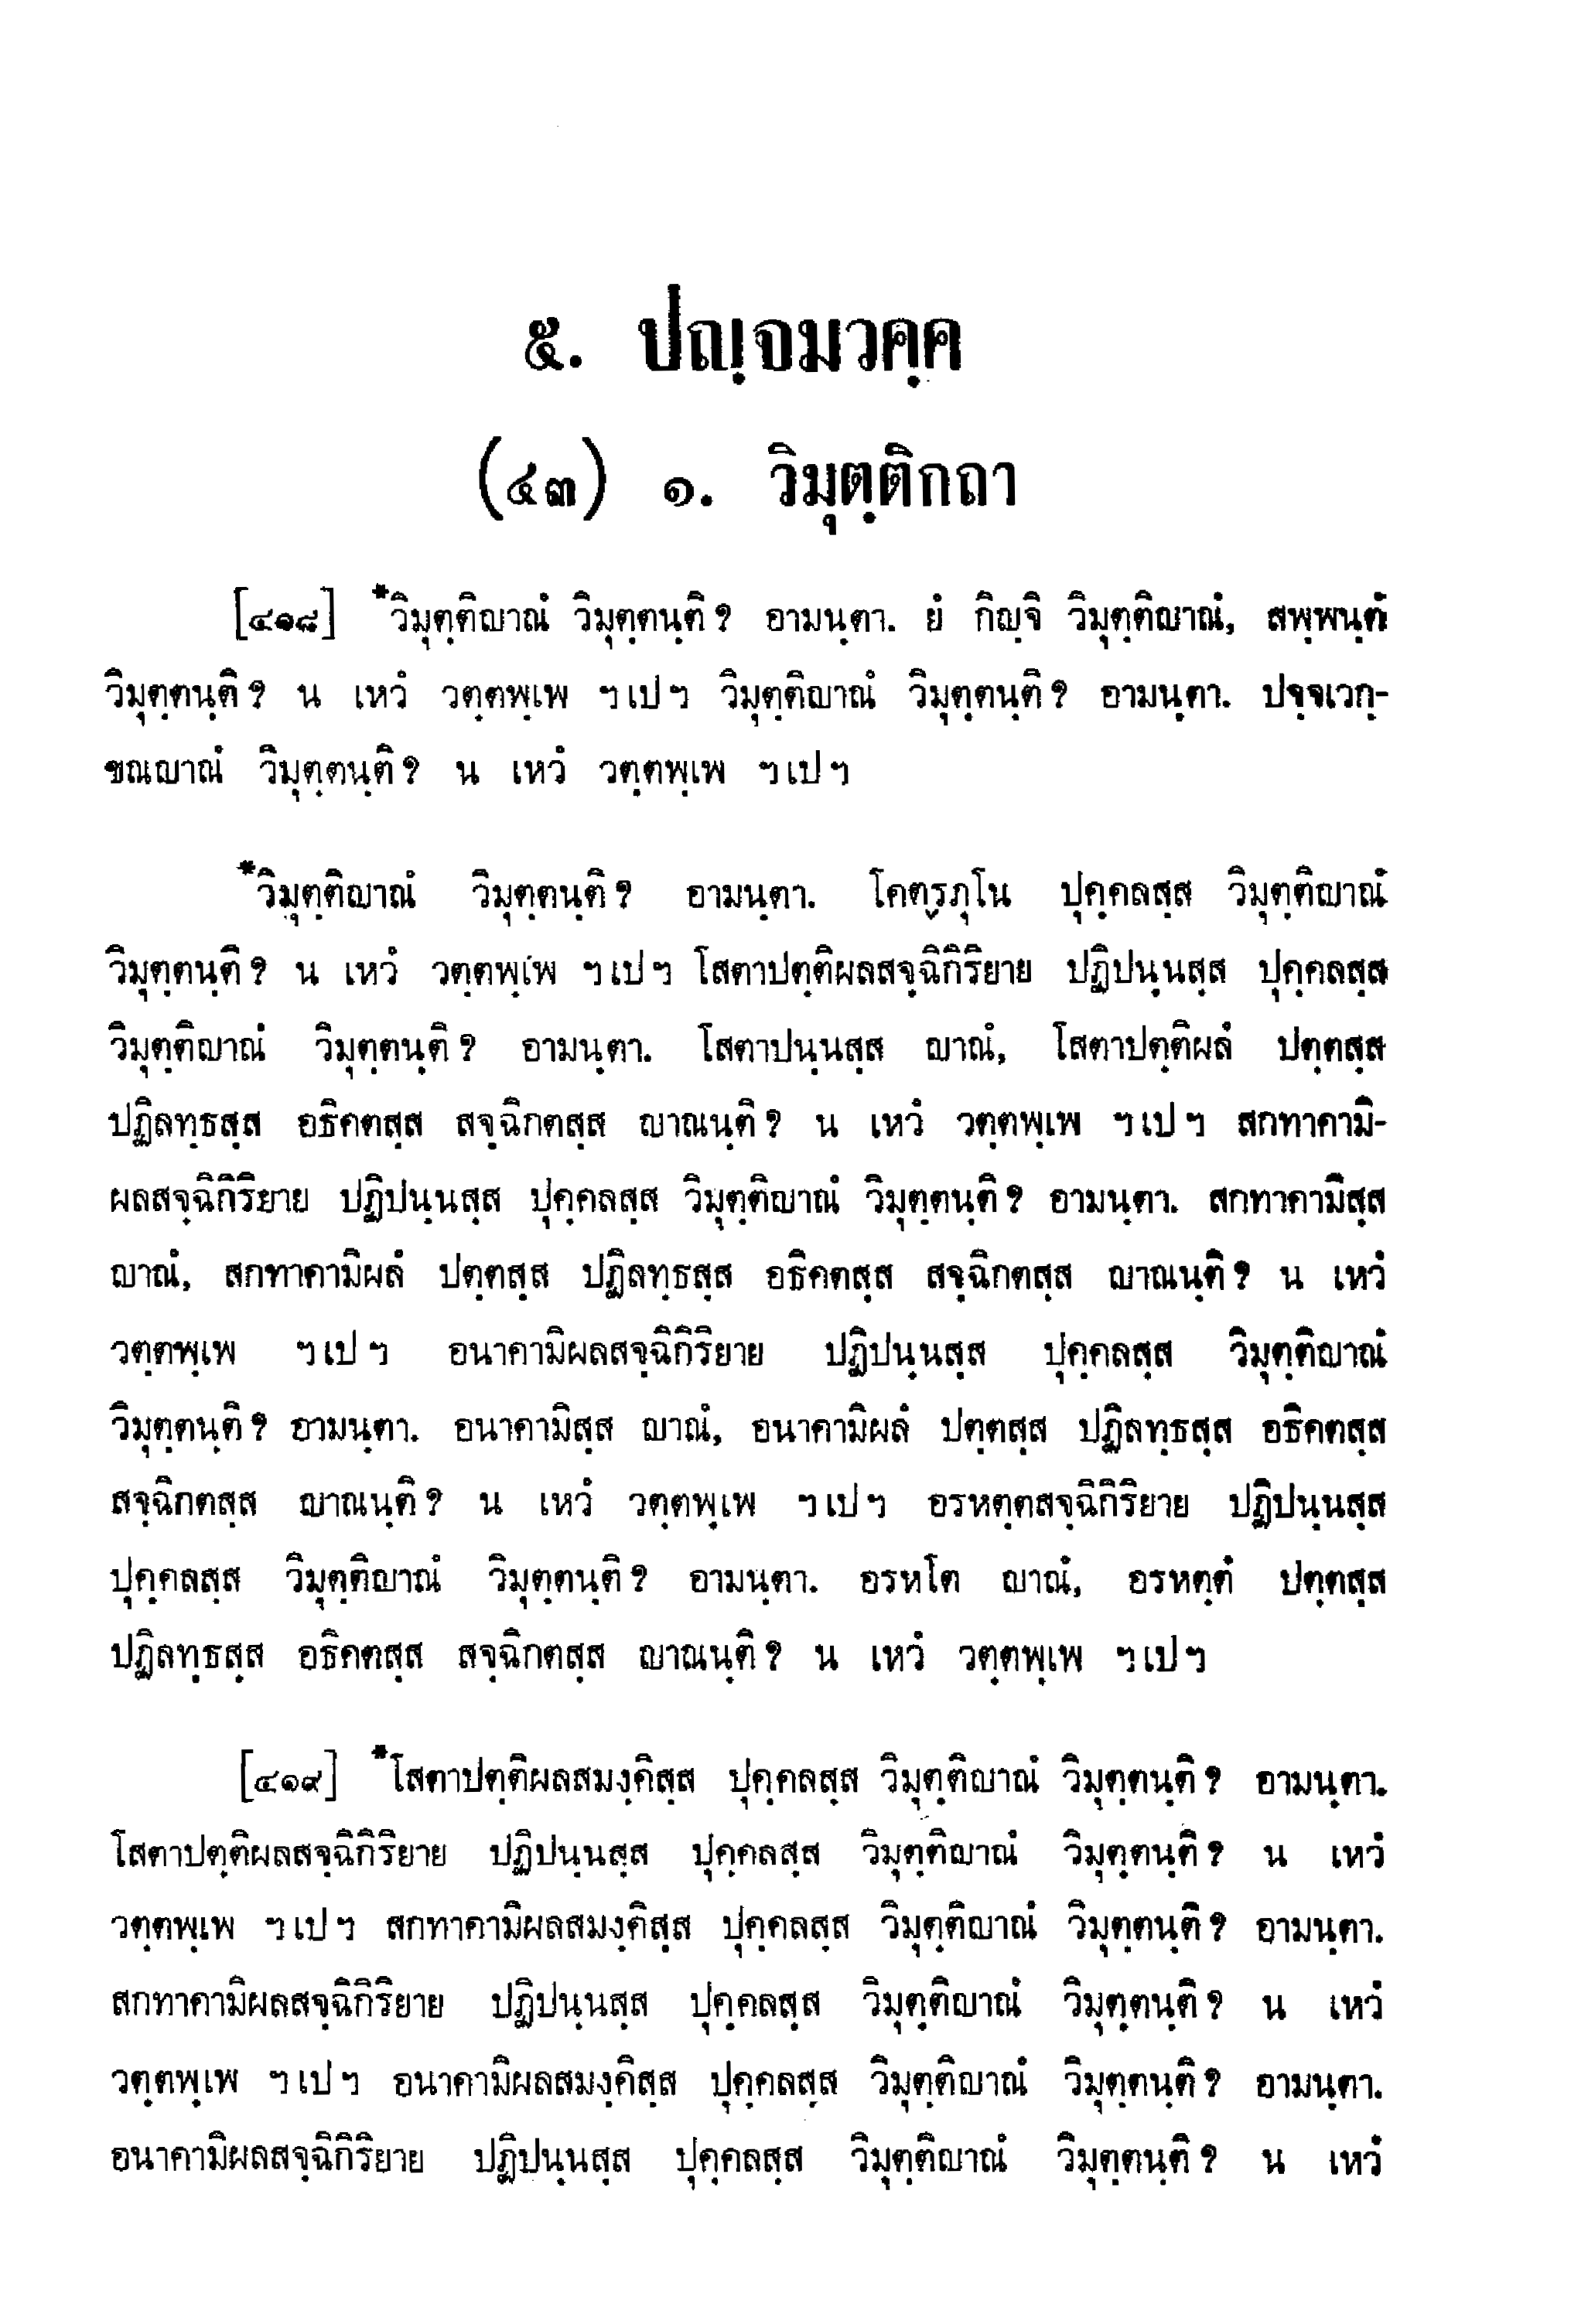 ๕. ปญฺจมวคฺค
(๔๓) ๑. วิมุตฺติกถา
[๔๑๘] *วิมุตฺติญาณํ วิมุตฺตนฺติ? อามนฺตา. ยํ กิญฺจิ วิมุตฺติญาณํ, สพฺพนฺตํ
วิมุตฺตนฺติ? น เหวํ วตฺตพฺเพ ฯเปฯ วิมุตฺติญาณํ วิมุตฺตนฺติ? อามนฺตา. ปจฺจเวกฺ-
ขณญาณํ วิมุตฺตนฺติ? น เหวํ วตฺตพฺเพ ฯเปฯ
*วิมุตฺติญาณํ วิมุตฺตนฺติ? อามนฺตา. โคตฺรภุโน ปุคฺคลสฺส วิมุตฺติญาณํ
วิมุตฺตนฺติ? น เหวํ วตฺตพฺเพ ฯเปฯ โสตาปตฺติผลสจฺฉิกิริยาย ปฏิปนฺนสฺส ปุคฺคลสฺส
วิมุตฺติญาณํ วิมุตฺตนฺติ? อามนฺตา. โสตาปนฺนสฺส ญาณํ, โสตาปตฺติผลํ ปตฺตสฺส
ปฏิลทฺธสฺส อธิคตสฺส สจฺฉิกตสฺส ญาณนฺติ? น เหวํ วตฺตพฺเพ ฯเปฯ สกทาคามิ-
ผลสจฺฉิกิริยาย ปฏิปนฺนสฺส ปุคฺคลสฺส วิมุตฺติญาณํ วิมุตฺตนฺติ? อามนฺตา. สกทาคามิสฺส
ญาณํ, สกทาคามิผลํ ปตฺตสฺส ปฏิลทฺธสฺส อธิคตสฺส สจฺฉิกตสฺส ญาณนฺติ? น เหวํ
วตฺตพฺเพ ฯเปฯ อนาคามิผลสจฺฉิกิริยาย ปฏิปนฺนสฺส ปุคฺคลสฺส วิมุตฺติญาณํ
วิมุตฺตนฺติ? อามนฺตา. อนาคามิสฺส ญาณํ, อนาคามิผลํ ปตฺตสฺส ปฏิลทฺธสฺส อธิคตสฺส
สจฺฉิกตสฺส ญาณนฺติ? น เหวํ วตฺตพฺเพ ฯเปฯ อรหตฺตสจฺฉิกิริยาย ปฏิปนฺนสฺส
ปุคฺคลสฺส วิมุตฺติญาณํ วิมุตฺตนฺติ? อามนฺตา. อรหโต ญาณํ, อรหตฺตํ ปตฺตสฺส
ปฏิลทฺธสฺส อธิคตสฺส สจฺฉิกตสฺส ญาณนฺติ? น เหวํ วตฺตพฺเพ ฯเปฯ
[๔๑๙] *โสตาปตฺติผลสมงฺคิสฺส ปุคฺคลสฺส วิมุตฺติญาณํ วิมุตฺตนฺติ? อามนฺตา.
โสตาปตฺติผลสจฺฉิกิริยาย ปฏิปนฺนสฺส ปุคฺคลสฺส วิมุตฺติญาณํ วิมุตฺตนฺติ? น เหวํ
วตฺตพฺเพ ฯเปฯ สกทาคามิผลสมงฺคิสฺส ปุคฺคลสฺส วิมุตฺติญาณํ วิมุตฺตนฺติ? อามนฺตา.
สกทาคามิผลสจฺฉิกิริยาย ปฏิปนฺนสฺส ปุคฺคลสฺส วิมุตฺติญาณํ วิมุตฺตนฺติ? น เหวํ
วตฺตพฺเพ ฯเปฯ อนาคามิผลสมงฺคิสฺส ปุคฺคลสฺส วิมุตฺติญาณํ วิมุตฺตนฺติ? อามนฺตา.
อนาคามิผลสจฺฉิกิริยาย ปฏิปนฺนสฺส ปุคฺคลสฺส วิมุตฺติญาณํ วิมุตฺตนฺติ? น เหวํ